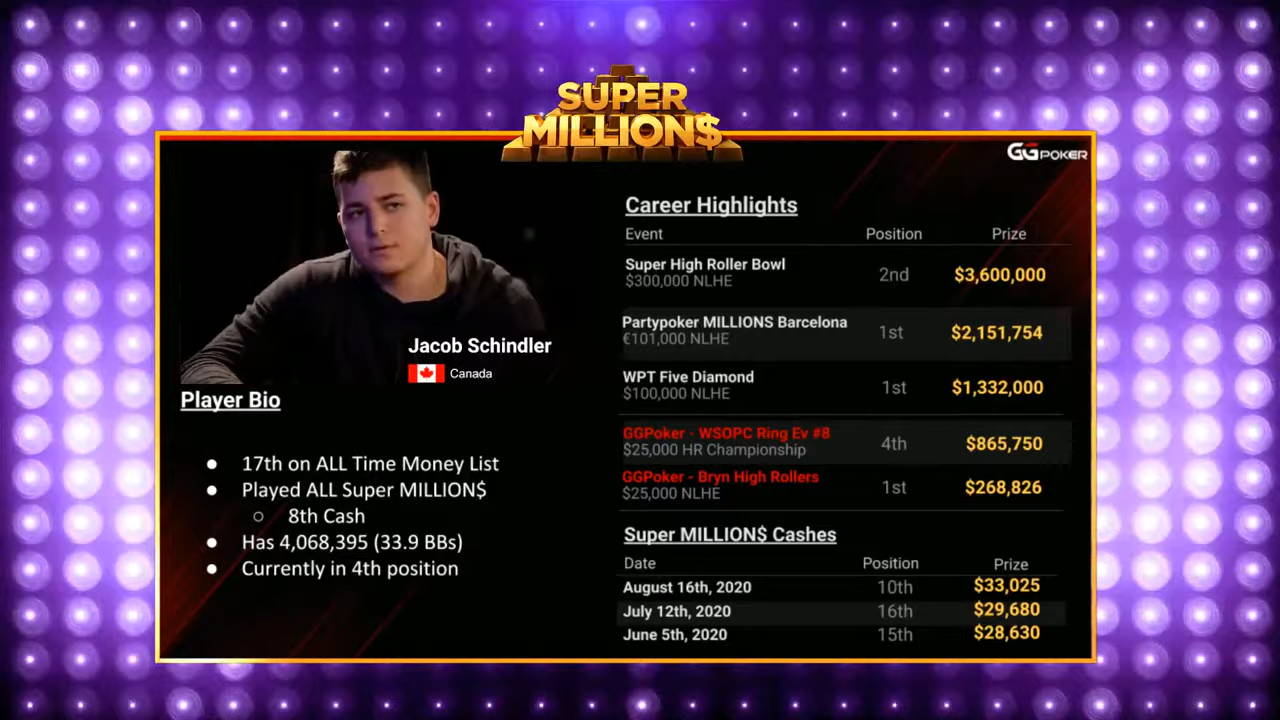 SUPER
MILLION$
GGPOKER
Jacob Schindler
Canada
Player Bio
● 17th on ALL Time Money List
● Played ALL Super MILLION$
○ 8th Cash
● Has 4,068,395 (33.9 BBs)
● Currently in 4th position
Career Highlights
Event Position Prize
Super High Roller Bowl
$300,000 NLHE 2nd $3,600,000
Partypoker MILLIONS Barcelona
€101,000 NLHE 1st $2,151,754
WPT Five Diamond
$100,000 NLHE 1st $1,332,000
GGPoker - WSOPC Ring Ev #8
$25,000 HR Championship 4th $865,750
GGPoker - Bryn High Rollers
$25,000 NLHE 1st $268,826
Super MILLION$ Cashes
Date Position Prize
August 16th, 2020 10th $33,025
July 12th, 2020 16th $29,680
June 5th, 2020 15th $28,630